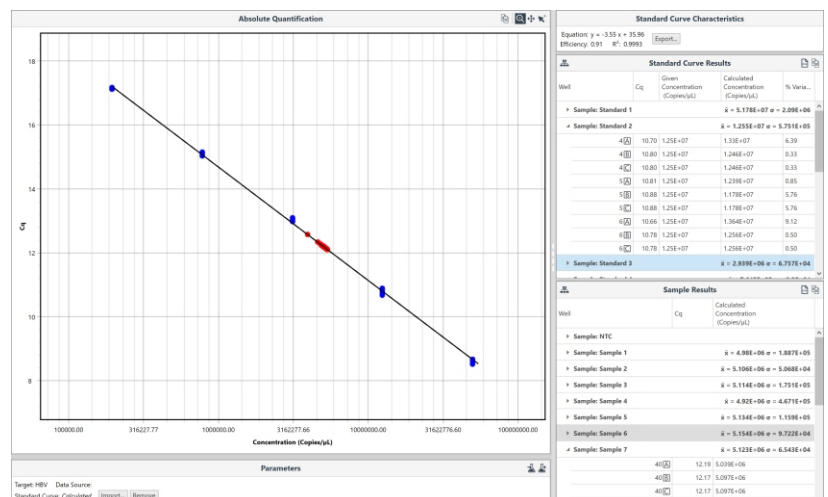 Absolute Quantification
18
16
14
12
10
8
Cq
100000.00 316227.77 1000000.00 3162277.66 10000000.00 31622776.60 100000000.00
Concentration (Copies/µL)
Parameters
Target: HBV Data Source:
Standard Curve: Calculated Import... Remove
Standard Curve Characteristics
Equation: y = -3.55 x + 35.96
Efficiency: 0.91 R²: 0.9993
Export...
Standard Curve Results
Well Cq Given Concentration (Copies/µL) Calculated Concentration (Copies/µL) % Varia...
Sample: Standard 1 x̄ = 5.178E+07 σ = 2.09E+06
Sample: Standard 2 x̄ = 1.255E+07 σ = 5.751E+05
4 A 10.70 1.25E+07 1.33E+07 6.39
4 B 10.80 1.25E+07 1.246E+07 0.33
4 C 10.80 1.25E+07 1.246E+07 0.33
5 A 10.81 1.25E+07 1.239E+07 0.85
5 B 10.88 1.25E+07 1.178E+07 5.76
5 C 10.88 1.25E+07 1.178E+07 5.76
6 A 10.66 1.25E+07 1.364E+07 9.12
6 B 10.78 1.25E+07 1.256E+07 0.50
6 C 10.78 1.25E+07 1.256E+07 0.50
Sample: Standard 3 x̄ = 2.939E+06 σ = 6.757E+04
Sample Results
Well Cq Calculated Concentration (Copies/µL)
Sample: NTC
Sample: Sample 1 x̄ = 4.98E+06 σ = 1.887E+05
Sample: Sample 2 x̄ = 5.106E+06 σ = 5.068E+04
Sample: Sample 3 x̄ = 5.114E+06 σ = 1.751E+05
Sample: Sample 4 x̄ = 4.92E+06 σ = 4.671E+05
Sample: Sample 5 x̄ = 5.134E+06 σ = 1.159E+05
Sample: Sample 6 x̄ = 5.154E+06 σ = 9.722E+04
Sample: Sample 7 x̄ = 5.123E+06 σ = 6.543E+04
40 A 12.19 5.039E+06
40 B 12.17 5.097E+06
40 C 12.17 5.097E+06